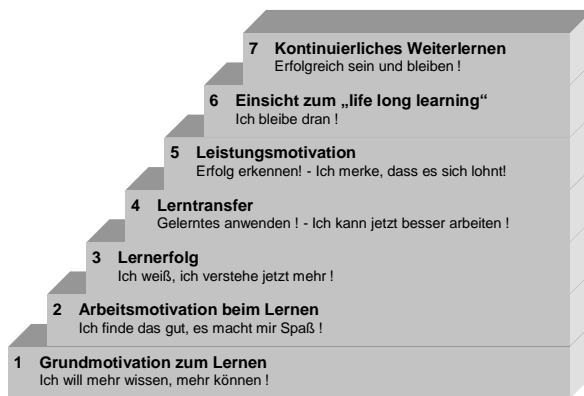 7 Kontinuierliches Weiterlernen
Erfolgreich sein und bleiben !
6 Einsicht zum „life long learning“
Ich bleibe dran !
5 Leistungsmotivation
Erfolg erkennen! - Ich merke, dass es sich lohnt!
4 Lerntransfer
Gelerntes anwenden ! - Ich kann jetzt besser arbeiten !
3 Lernerfolg
Ich weiß, ich verstehe jetzt mehr !
2 Arbeitsmotivation beim Lernen
Ich finde das gut, es macht mir Spaß !
1 Grundmotivation zum Lernen
Ich will mehr wissen, mehr können !